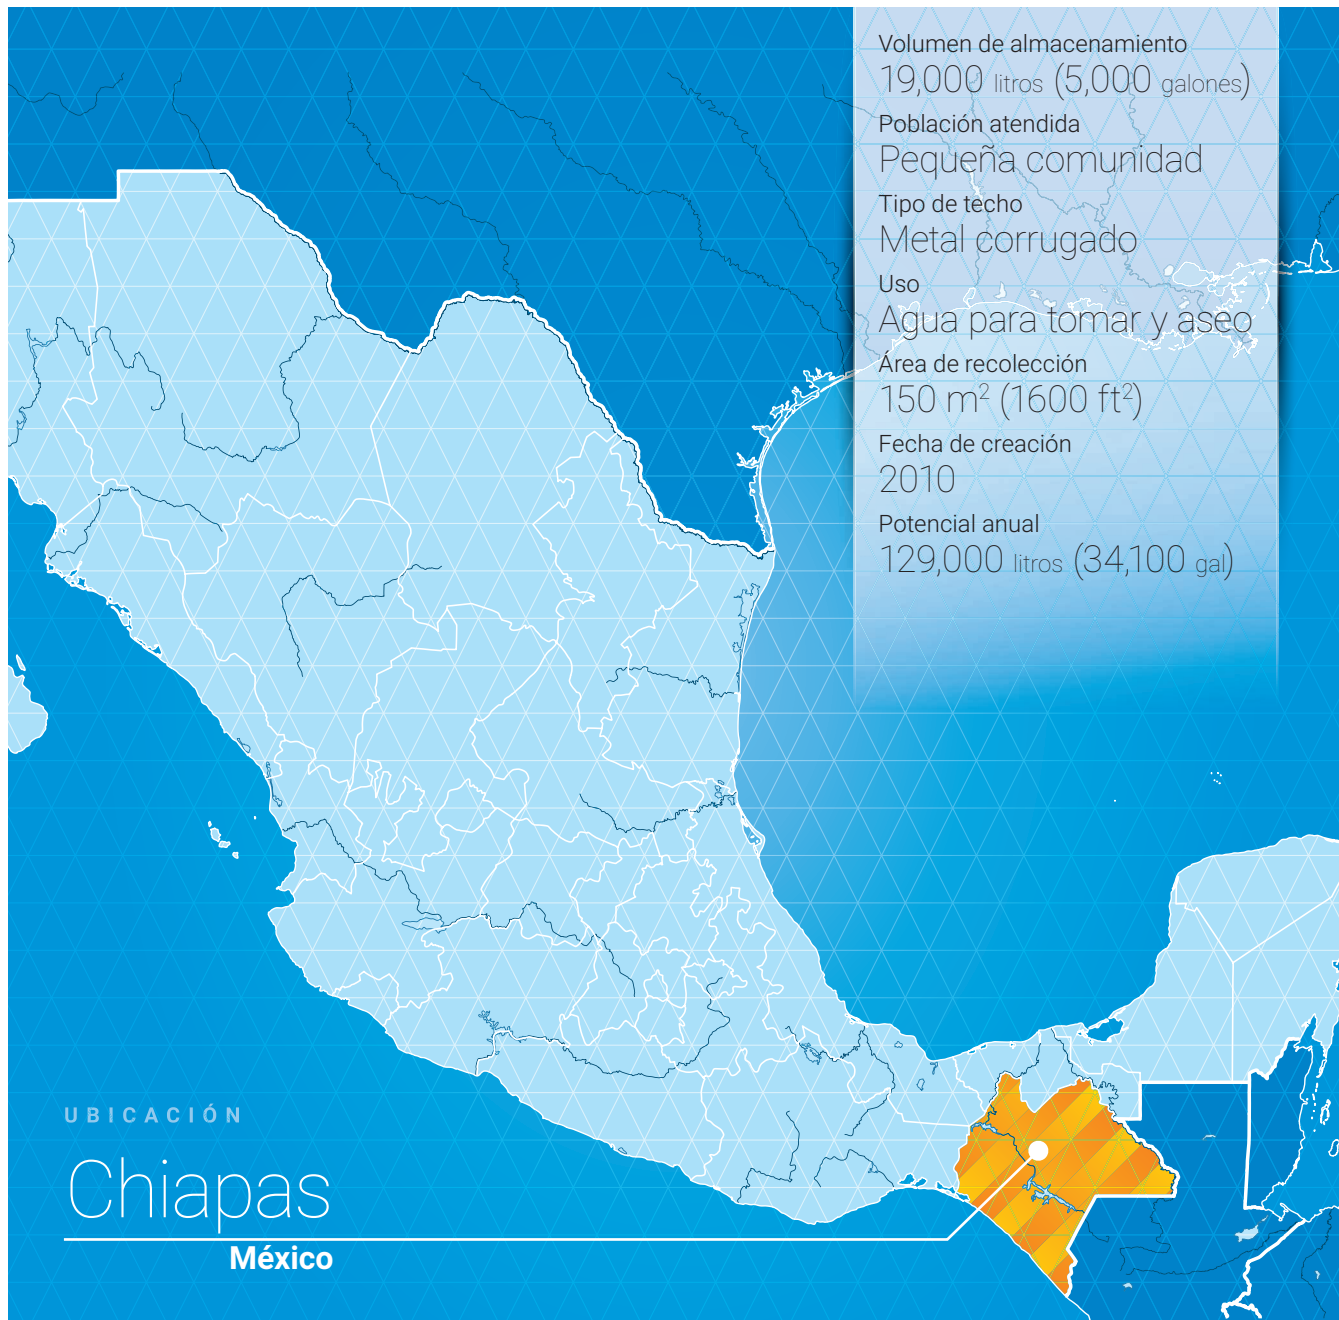 Volumen de almacenamiento
19,000 litros (5,000 galones)
Población atendida
Pequeña comunidad
Tipo de techo
Metal corrugado
Uso
Agua para tomar y aseo
Área de recolección
150 m² (1600 ft²)
Fecha de creación
2010
Potencial anual
129,000 litros (34,100 gal)
UBICACIÓN
Chiapas
México